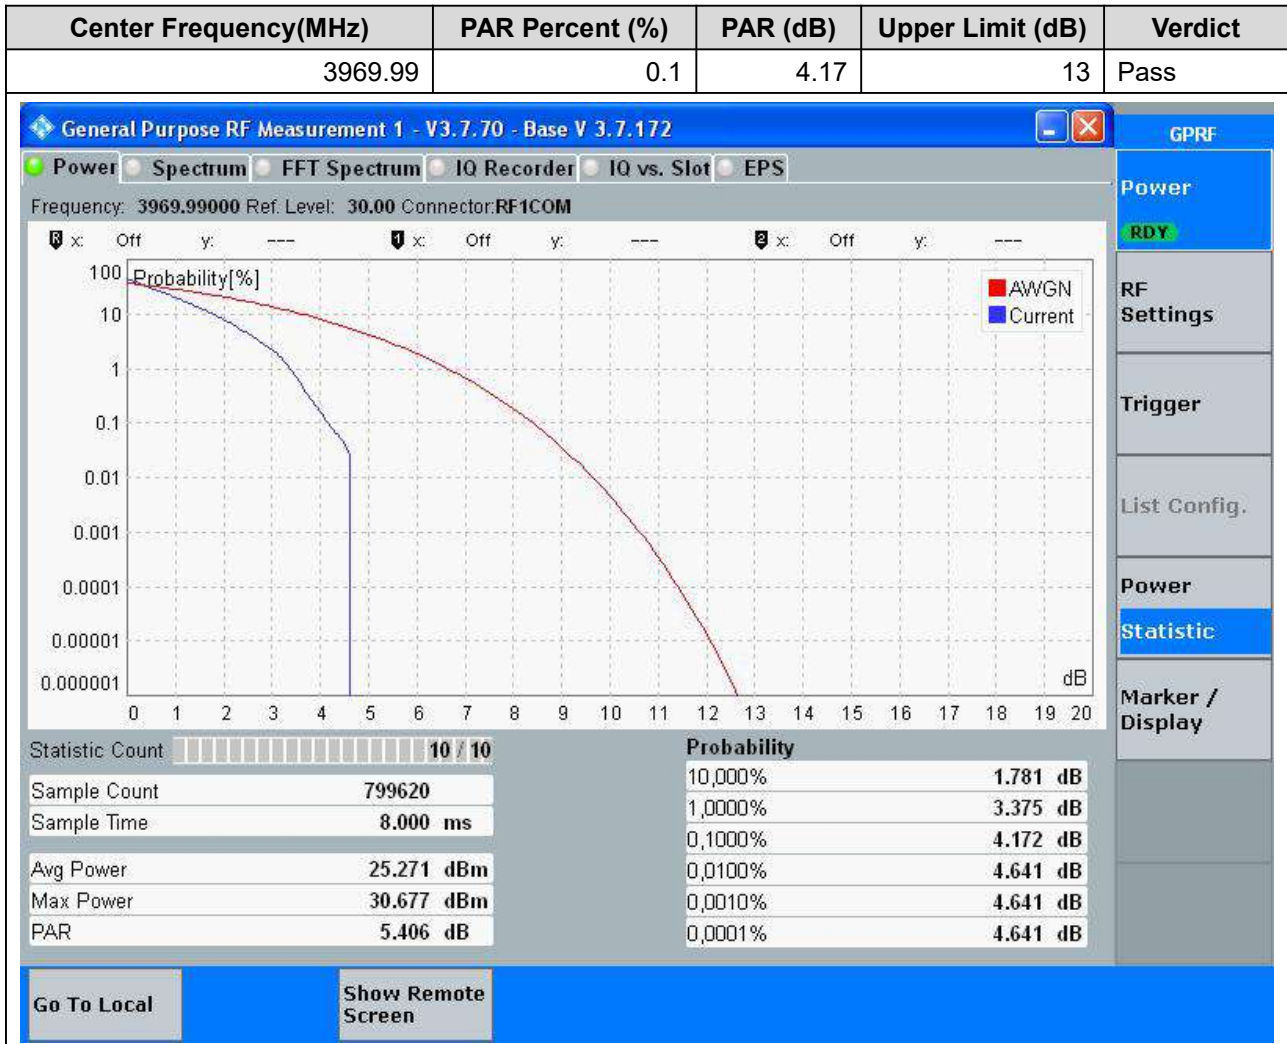 Center Frequency(MHz) PAR Percent (%) PAR (dB) Upper Limit (dB) Verdict
3969.99 0.1 4.17 13 Pass
General Purpose RF Measurement 1 - V3.7.70 - Base V 3.7.172
GPRF
Power Spectrum FFT Spectrum IQ Recorder IQ vs. Slot EPS
Frequency: 3969.99000 Ref. Level: 30.00 Connector:RF1COM
R x: Off y: --- 1 x: Off y: --- 2 x: Off y: ---
Probability[%]
AWGN
Current
100
10
1
0.1
0.01
0.001
0.0001
0.00001
0.000001
dB
0 1 2 3 4 5 6 7 8 9 10 11 12 13 14 15 16 17 18 19 20
Statistic Count 10 / 10
Sample Count 799620
Sample Time 8.000 ms
Avg Power 25.271 dBm
Max Power 30.677 dBm
PAR 5.406 dB
Probability
10,000% 1.781 dB
1,0000% 3.375 dB
0,1000% 4.172 dB
0,0100% 4.641 dB
0,0010% 4.641 dB
0,0001% 4.641 dB
Power
RDY
RF
Settings
Trigger
List Config.
Power
Statistic
Marker /
Display
Go To Local
Show Remote
Screen